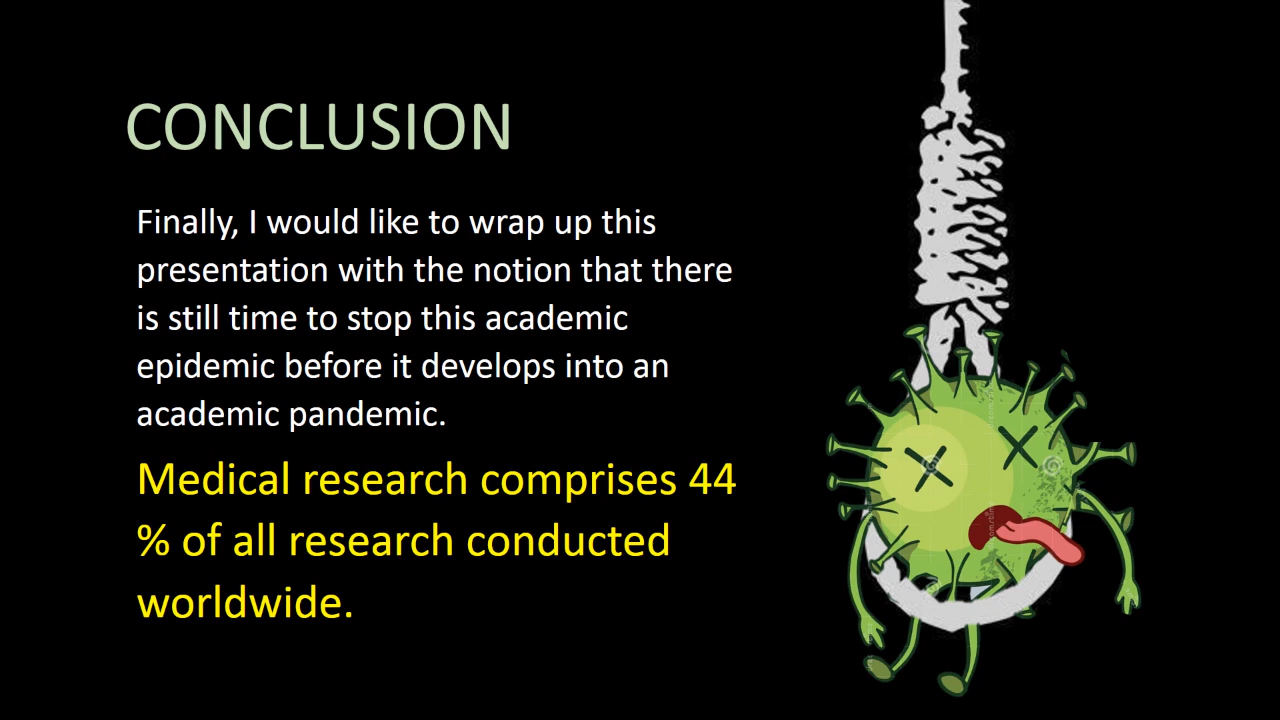 CONCLUSION
Finally, I would like to wrap up this
presentation with the notion that there
is still time to stop this academic
epidemic before it develops into an
academic pandemic.
Medical research comprises 44
% of all research conducted
worldwide.